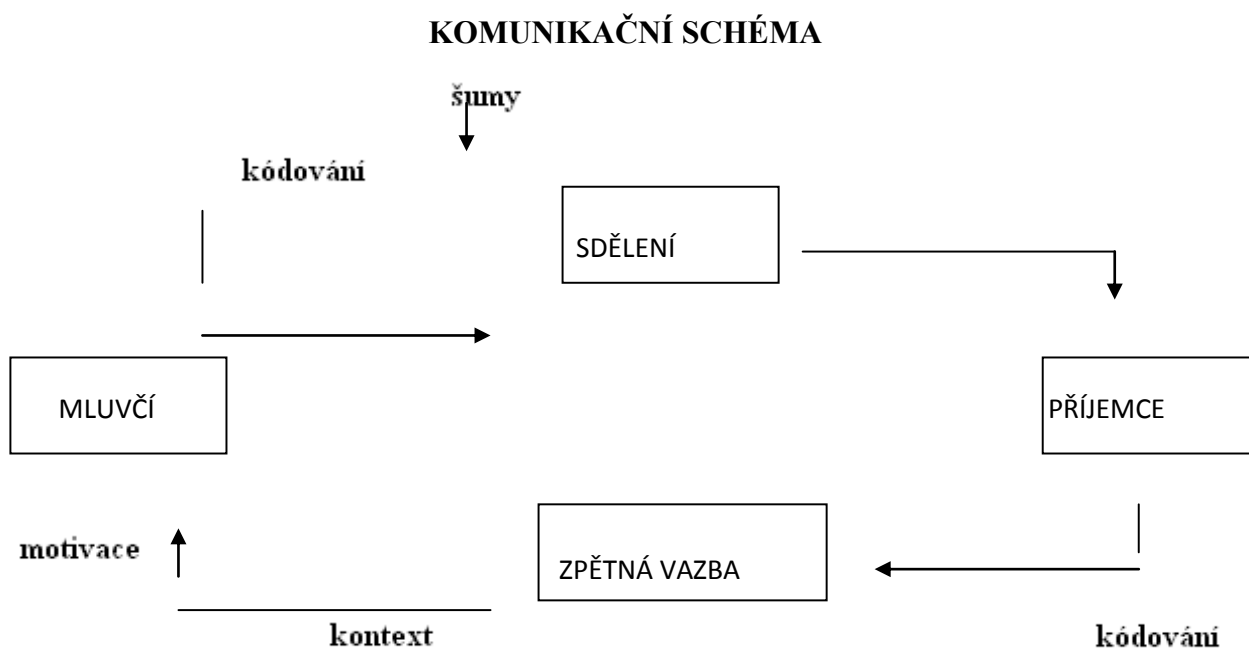 KOMUNIKAČNÍ SCHÉMA
šumy
kódování
SDĚLENÍ
MLUVČÍ
PŘÍJEMCE
motivace
ZPĚTNÁ VAZBA
kontext
kódování